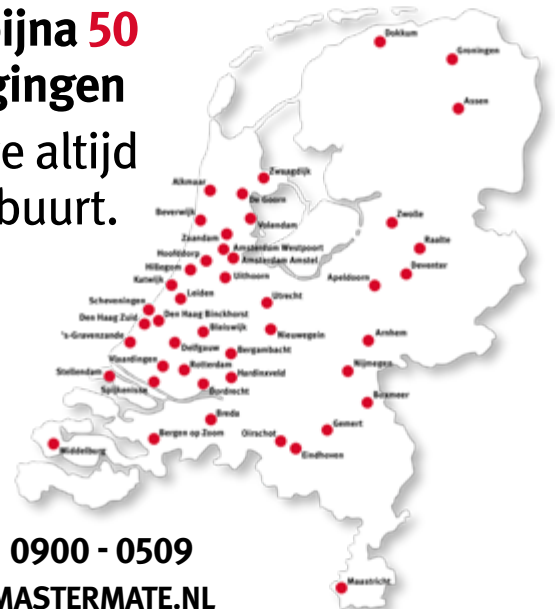 ijna 50
gingen
e altijd
buurt.
Dokkum
Groningen
Assen
Zwaagdijk
Alkmaar
De Goorn
Beverwijk
Volendam
Zwolle
Zaandam
Raalte
Amsterdam Westpoort
Hoofddorp
Amsterdam Amstel
Hillegom
Deventer
Katwijk
Uithoorn
Apeldoorn
Leiden
Utrecht
Scheveningen
Den Haag Zuid
Den Haag Binckhorst
Bleiswijk
Nieuwegein
's-Gravenzande
Arnhem
Delfgauw
Bergambacht
Vlaardingen
Rotterdam
Nijmegen
Stellendam
Hardinxveld
Spijkenisse
Dordrecht
Boxmeer
Breda
Gemert
Bergen op Zoom
Oirschot
Middelburg
Eindhoven
0900 - 0509
MASTERMATE.NL
Maastricht